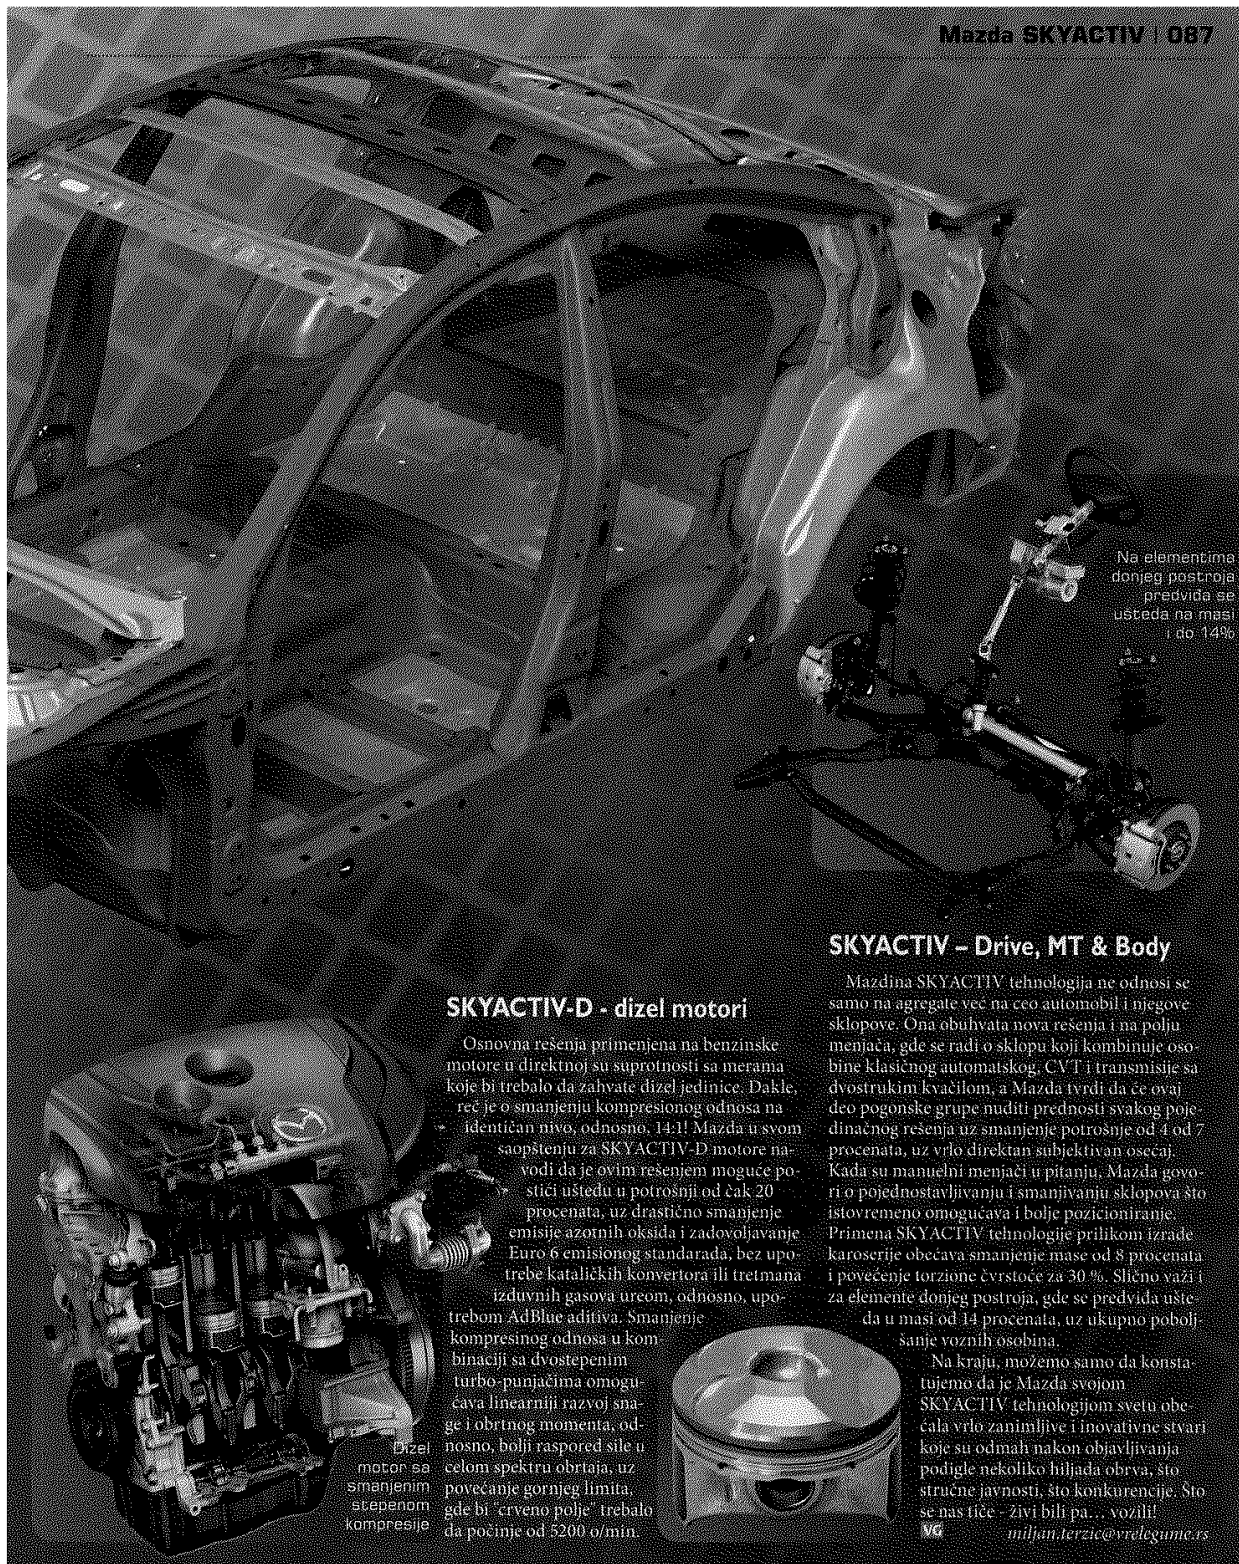 Mazda SKYACTIV | 087
Na elementima
donjeg postroja
predviđa se
ušteda na masi
i do 14%
SKYACTIV-D - dizel motori
Osnovna rešenja primenjena na benzinske
motore u direktnoj su suprotnosti sa merama
koje bi trebalo da zahvate dizel jedinice. Dakle,
reč je o smanjenju kompresionog odnosa na
identičan nivo, odnosno, 14:1! Mazda u svom
saopštenju za SKYACTIV-D motore na-
vodi da je ovim rešenjem moguće po-
stići uštedu u potrošnji od čak 20
procenata, uz drastično smanjenje
emisije azotnih oksida i zadovoljavanje
Euro 6 emisionog standarada, bez upo-
trebe kataličkih konvertora ili tretmana
izduvnih gasova ureom, odnosno, upo-
trebom AdBlue aditiva. Smanjenje
kompresinog odnosa u kom
binaciji sa dvostepenim
turbo-punjačima omogu-
ćava linearniji razvoj sna-
ge i obrtnog momenta, od-
nosno, bolji raspored sile u
celom spektru obrtaja, uz
povećanje gornjeg limita,
gde bi "crveno polje" trebalo
da počinje od 5200 o/min.
Dizel
motor sa
smanjenim
stepenom
kompresije
SKYACTIV – Drive, MT & Body
Mazdina SKYACTIV tehnologija ne odnosi se
samo na agregate već na ceo automobil i njegove
sklopove. Ona obuhvata nova rešenja i na polju
menjača, gde se radi o sklopu koji kombinuje oso-
bine klasičnog automatskog, CVT i transmisije sa
dvostrukim kvačilom, a Mazda tvrdi da će ovaj
deo pogonske grupe nuditi prednosti svakog poje-
dinačnog rešenja uz smanjenje potrošnje od 4 od 7
procenata, uz vrlo direktan subjektivan osećaj.
Kada su manuelni menjači u pitanju, Mazda govo-
ri o pojednostavljivanju i smanjivanju sklopova što
istovremeno omogućava i bolje pozicioniranje.
Primena SKYACTIV tehnologije prilikom izrade
karoserije obećava smanjenje mase od 8 procenata
i povećenje torzione čvrstoće za 30 %. Slično važi i
za elemente donjeg postroja, gde se predviđa ušte-
da u masi od 14 procenata, uz ukupno pobolj-
šanje voznih osobina.
Na kraju, možemo samo da konsta-
tujemo da je Mazda svojom
SKYACTIV tehnologijom svetu obe-
ćala vrlo zanimljive i inovativne stvari
koje su odmah nakon objavljivanja
podigle nekoliko hiljada obrva, što
stručne javnosti, što konkurencije. Što
se nas tiče - živi bili pa... vozili!
VG miljan.terzic@vrelegume.rs